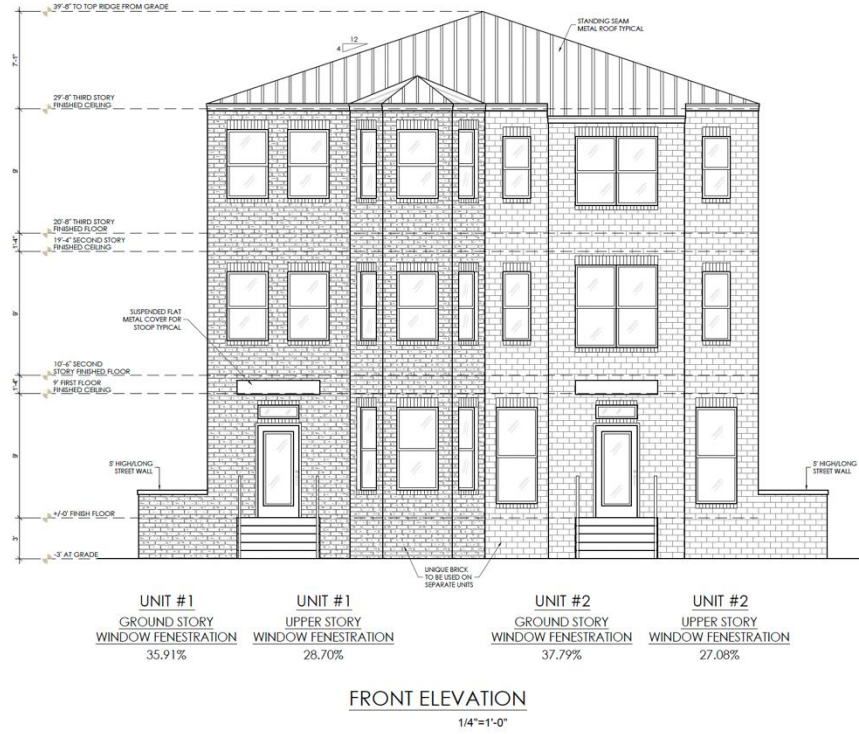 39'-8" TO TOP RIDGE FROM GRADE
STANDING SEAM
METAL ROOF TYPICAL
12
4
7'-1"
29'-8" THIRD STORY
FINISHED CEILING
9'
20'-8" THIRD STORY
FINISHED FLOOR
1'-4"
19'-4" SECOND STORY
FINISHED CEILING
9'
SUSPENDED FLAT
METAL COVER FOR
STOOP TYPICAL
10'-6" SECOND
STORY FINISHED FLOOR
1'-4"
9' FIRST FLOOR
FINISHED CEILING
9'
5' HIGH/LONG
STREET WALL
5' HIGH/LONG
STREET WALL
+/-0' FINISH FLOOR
3'
-3' AT GRADE
UNIQUE BRICK
TO BE USED ON
SEPARATE UNITS
UNIT #1
GROUND STORY
WINDOW FENESTRATION
35.91%
UNIT #1
UPPER STORY
WINDOW FENESTRATION
28.70%
UNIT #2
GROUND STORY
WINDOW FENESTRATION
37.79%
UNIT #2
UPPER STORY
WINDOW FENESTRATION
27.08%
FRONT ELEVATION
1/4"=1'-0"